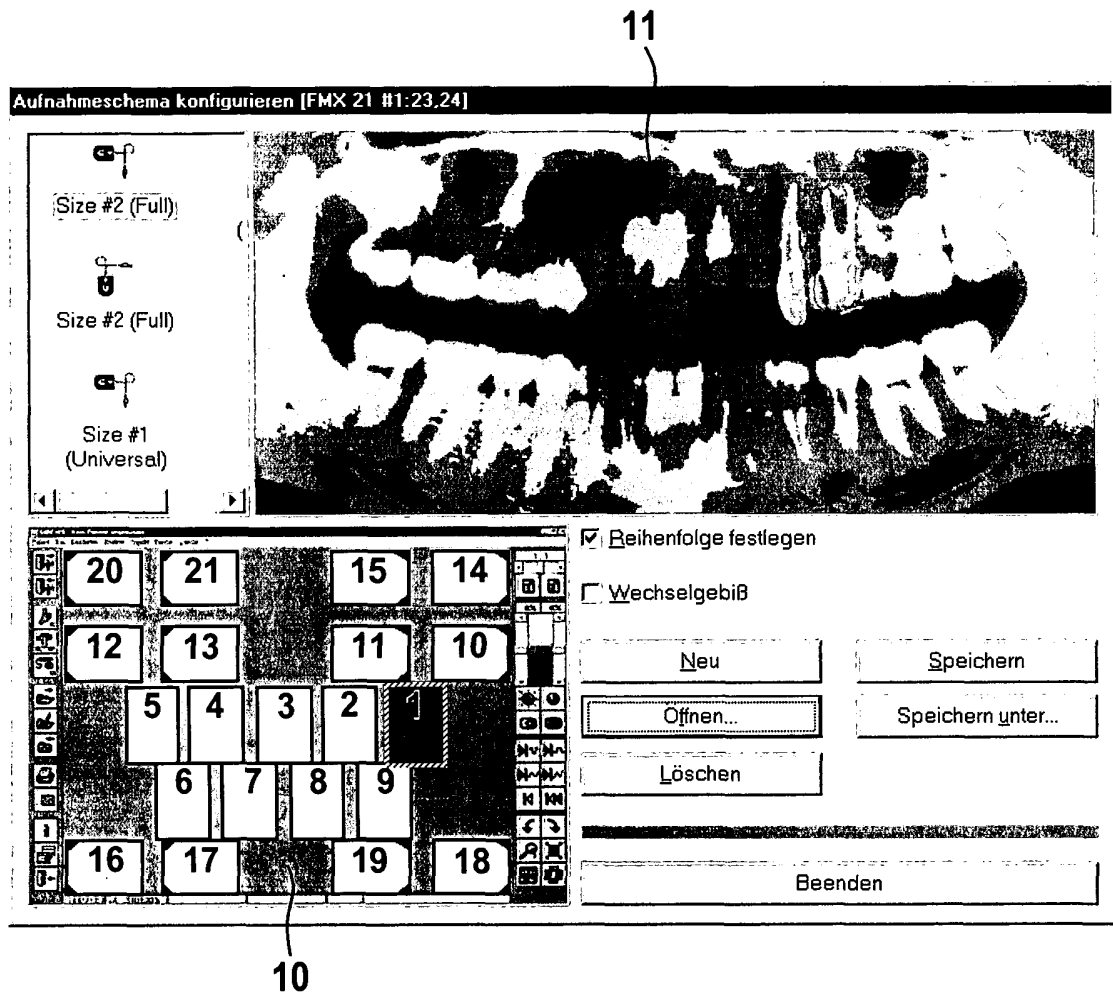 11
Aufnahmeschema konfigurieren [FMX 21 #1:23,24]
Size #2 (Full)
Size #2 (Full)
Size #1
(Universal)
20 21 15 14
12 13 11 10
5 4 3 2 1
6 7 8 9
16 17 19 18
Reihenfolge festlegen
Wechselgebiß
Neu
Speichern
Öffnen...
Speichern unter...
Löschen
Beenden
10